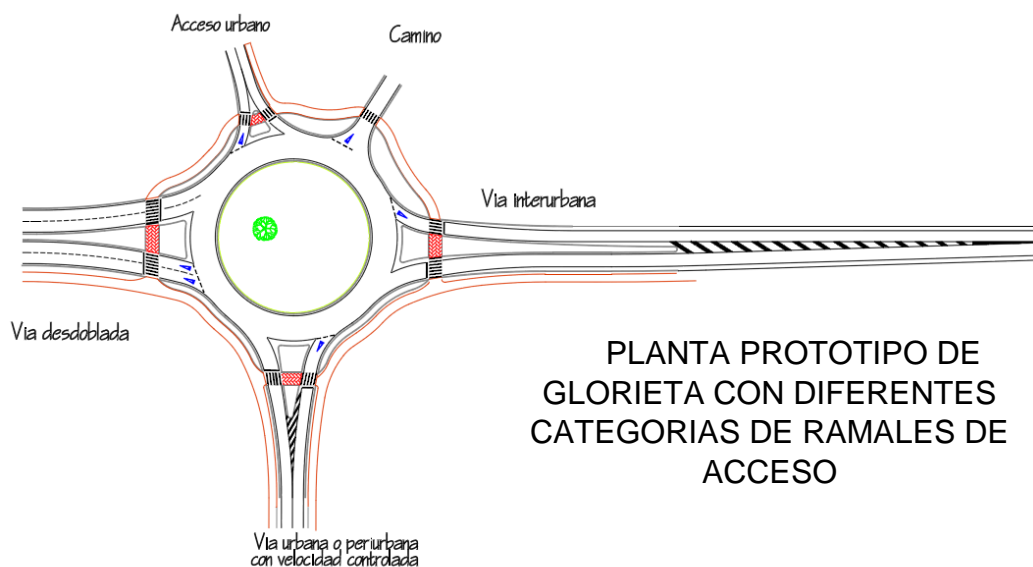 Acceso urbano
Camino
Via interurbana
Via desdoblada
PLANTA PROTOTIPO DE
GLORIETA CON DIFERENTES
CATEGORIAS DE RAMALES DE
ACCESO
Via urbana o periurbana
con velocidad controlada